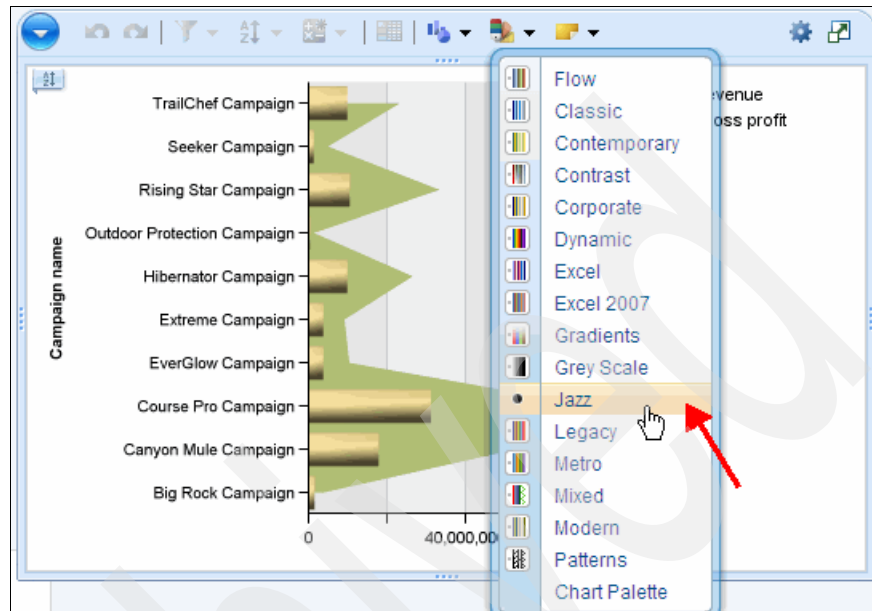 TrailChef Campaign
Seeker Campaign
Rising Star Campaign
Outdoor Protection Campaign
Hibernator Campaign
Extreme Campaign
EverGlow Campaign
Course Pro Campaign
Canyon Mule Campaign
Big Rock Campaign
Campaign name
0
40,000,00
Flow
Classic
Contemporary
Contrast
Corporate
Dynamic
Excel
Excel 2007
Gradients
Grey Scale
Jazz
Legacy
Metro
Mixed
Modern
Patterns
Chart Palette
venue
oss profit